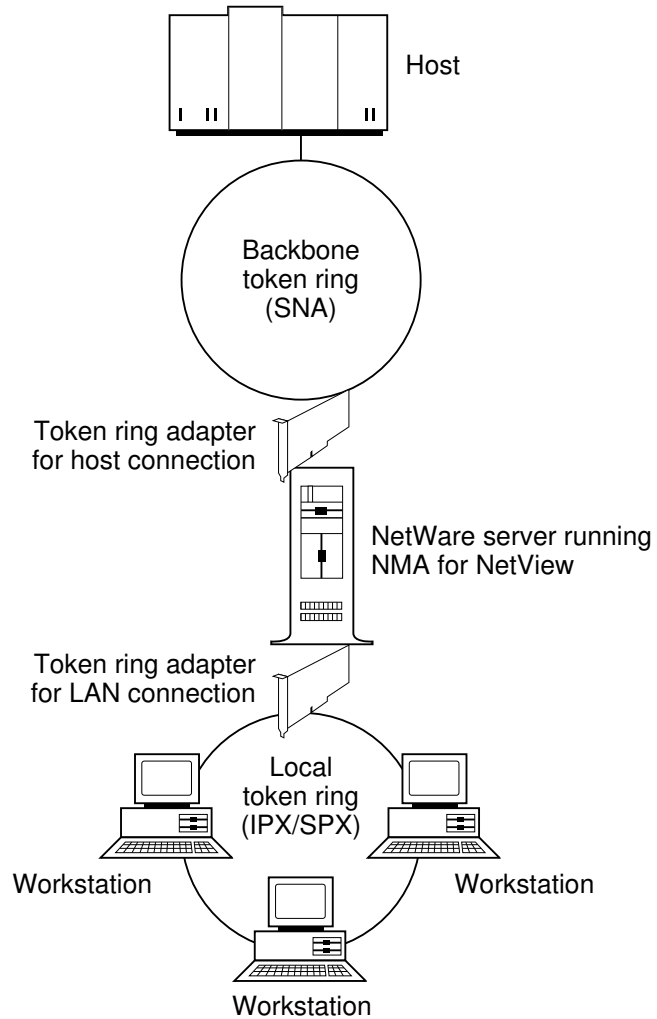 Host
Backbone
token ring
(SNA)
Token ring adapter
for host connection
NetWare server running
NMA for NetView
Token ring adapter
for LAN connection
Local
token ring
(IPX/SPX)
Workstation
Workstation
Workstation